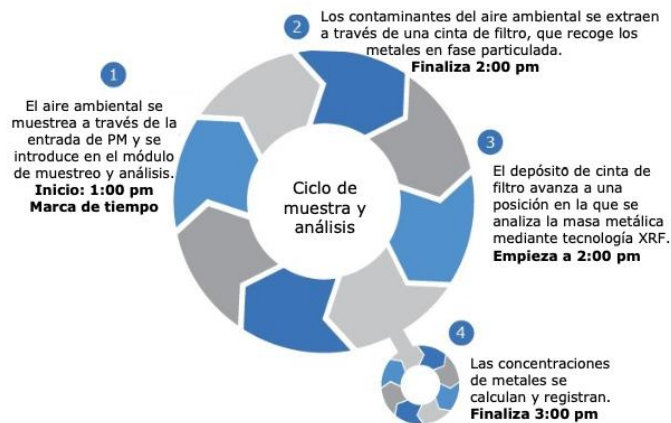 1
El aire ambiental se
muestrea a través de la
entrada de PM y se
introduce en el módulo
de muestreo y análisis.
Inicio: 1:00 pm
Marca de tiempo
2
Los contaminantes del aire ambiental se extraen
a través de una cinta de filtro, que recoge los
metales en fase particulada.
Finaliza 2:00 pm
3
El depósito de cinta de
filtro avanza a una
posición en la que se
analiza la masa metálica
mediante tecnología XRF.
Empieza a 2:00 pm
4
Las concentraciones
de metales se
calculan y registran.
Finaliza 3:00 pm
Ciclo de
muestra y
análisis